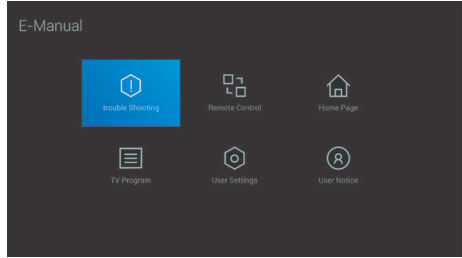 E-Manual
trouble Shooting
Remote Control
Home Page
TV Program
User Settings
User Notice